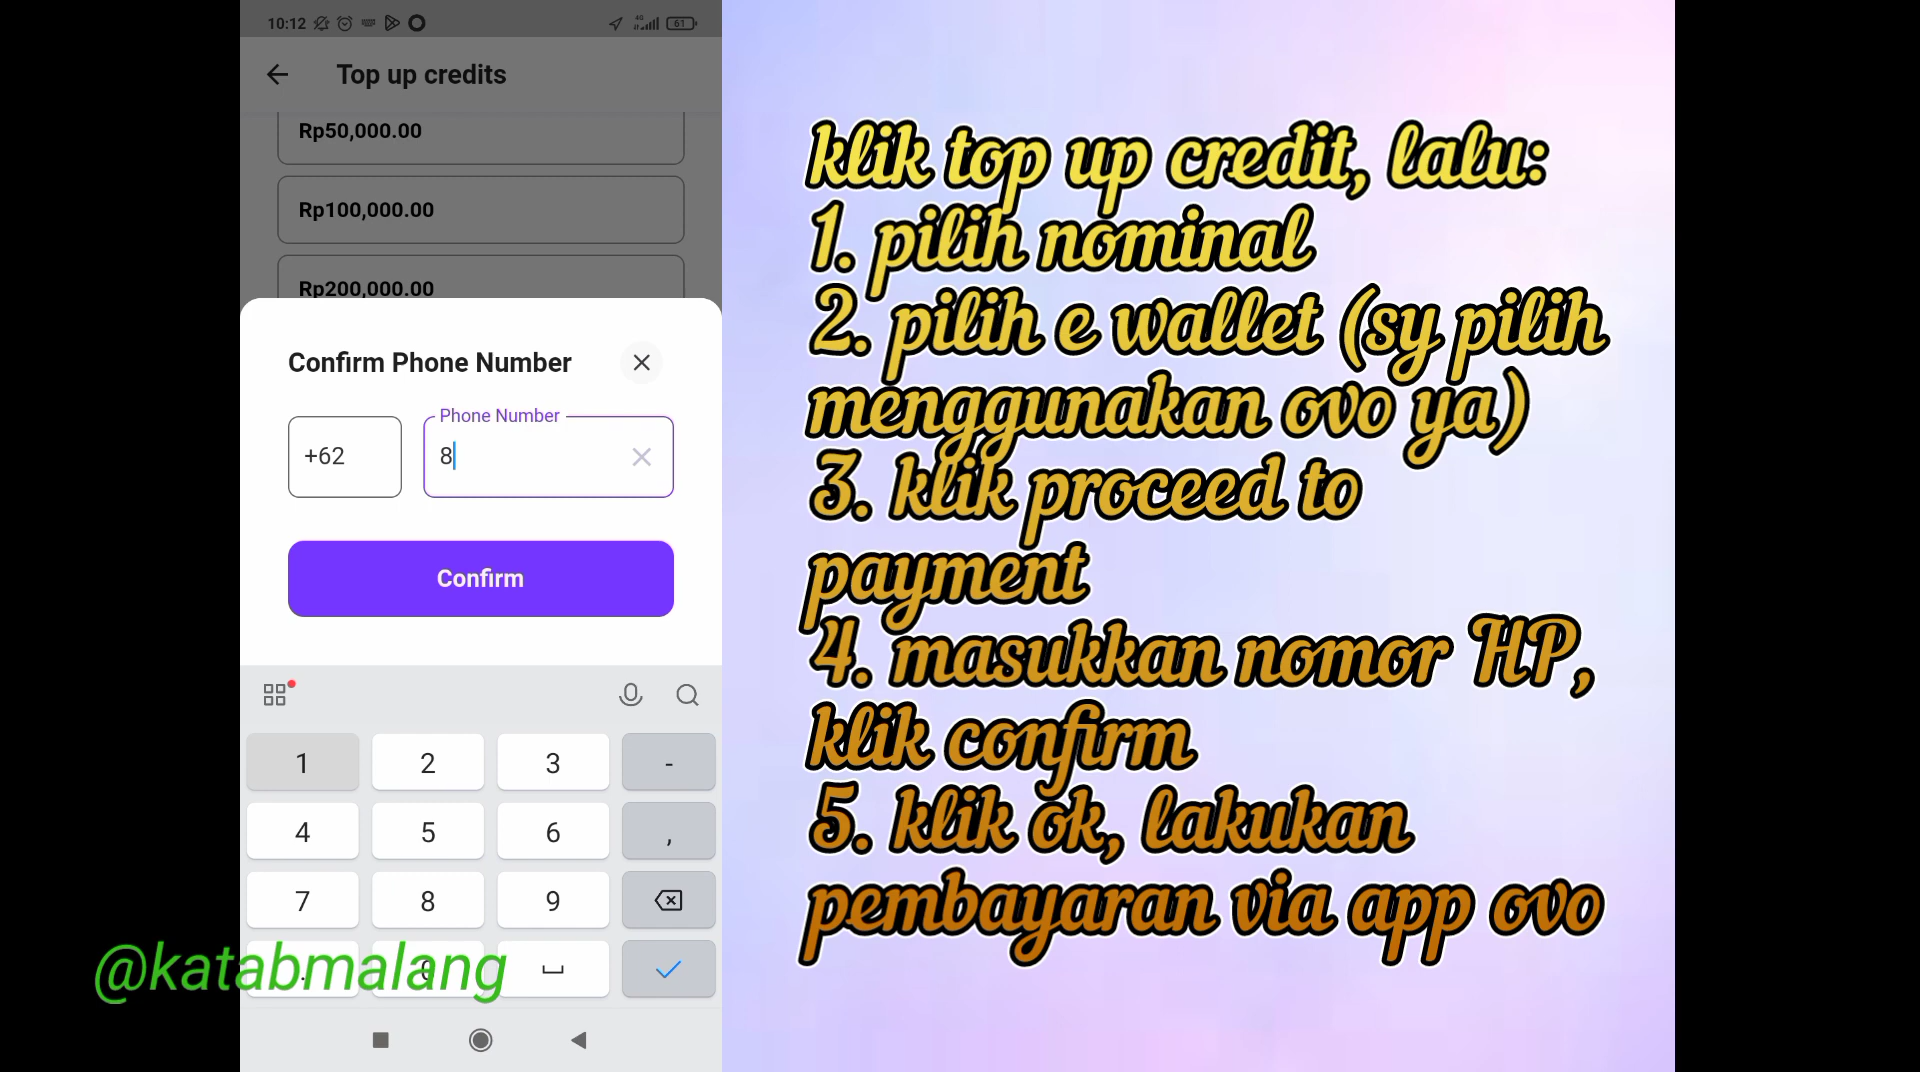 10:12
4G
61
Top up credits
Rp50,000.00
Rp100,000.00
Rp200,000.00
Confirm Phone Number
Phone Number
+62
8
Confirm
1 2 3 -
4 5 6 ,
7 8 9
. 0
@katabmalang
klik top up credit, lalu:
1. pilih nominal
2. pilih e wallet (sy pilih
menggunakan ovo ya)
3. klik proceed to
payment
4. masukkan nomor HP,
klik confirm
5. klik ok, lakukan
pembayaran via app ovo